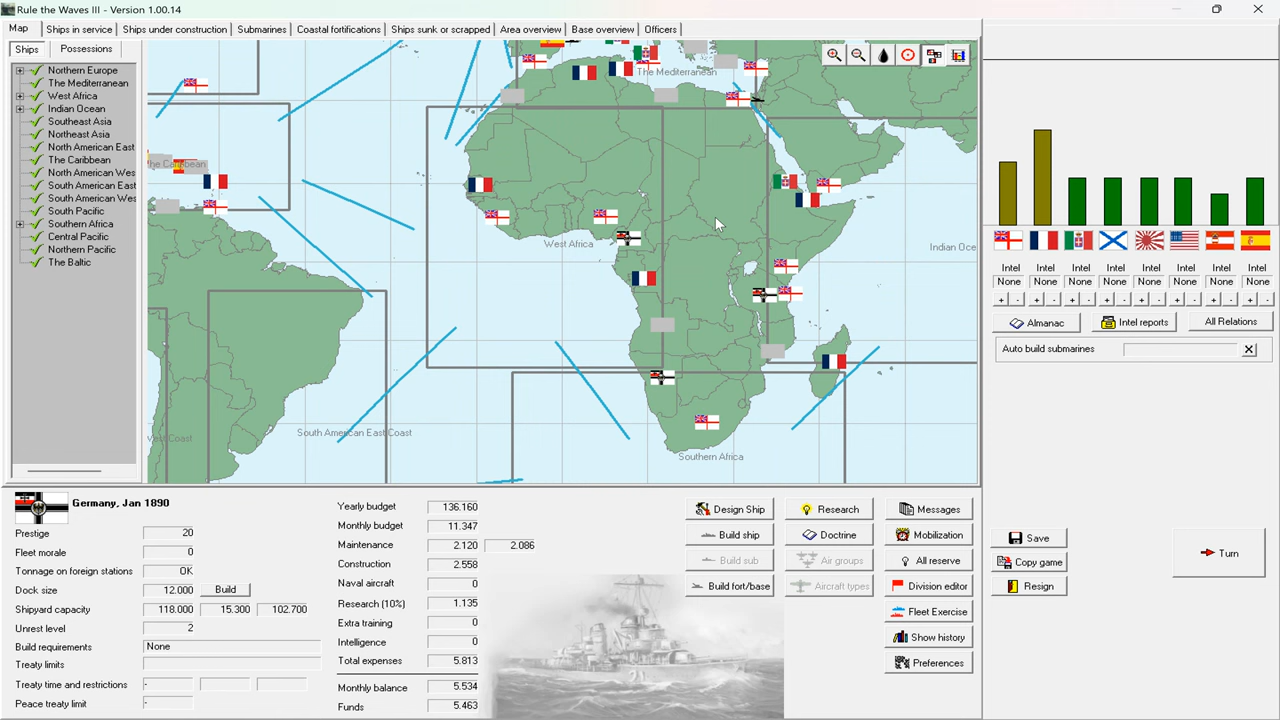 Rule the Waves III - Version 1.00.14
Map
Ships in service
Ships under construction
Submarines
Coastal fortifications
Ships sunk or scrapped
Area overview
Base overview
Officers
Ships
Possessions
Northern Europe
The Mediterranean
West Africa
Indian Ocean
Southeast Asia
Northeast Asia
North American East
The Caribbean
North American Wes
South American East
South American Wes
South Pacific
Southern Africa
Central Pacific
Northern Pacific
The Baltic
The Mediterranean
The Caribbean
West Africa
Indian Oce
West Coast
South American East Coast
Southern Africa
Intel
Intel
Intel
Intel
Intel
Intel
Intel
Intel
None
None
None
None
None
None
None
None
+ - + - + - + - + - + - + - + -
Almanac
Intel reports
All Relations
Auto build submarines
Germany, Jan 1890
Prestige 20
Fleet morale 0
Tonnage on foreign stations OK
Dock size 12.000 Build
Shipyard capacity 118.000 15.300 102.700
Unrest level 2
Build requirements None
Treaty limits
Treaty time and restrictions -
Peace treaty limit -
Yearly budget 136.160
Monthly budget 11.347
Maintenance 2.120 2.086
Construction 2.558
Naval aircraft 0
Research (10%) 1.135
Extra training 0
Intelligence 0
Total expenses 5.813
Monthly balance 5.534
Funds 5.463
Design Ship
Research
Messages
Build ship
Doctrine
Mobilization
Build sub
Air groups
All reserve
Build fort/base
Aircraft types
Division editor
Fleet Exercise
Show history
Preferences
Save
Copy game
Resign
Turn